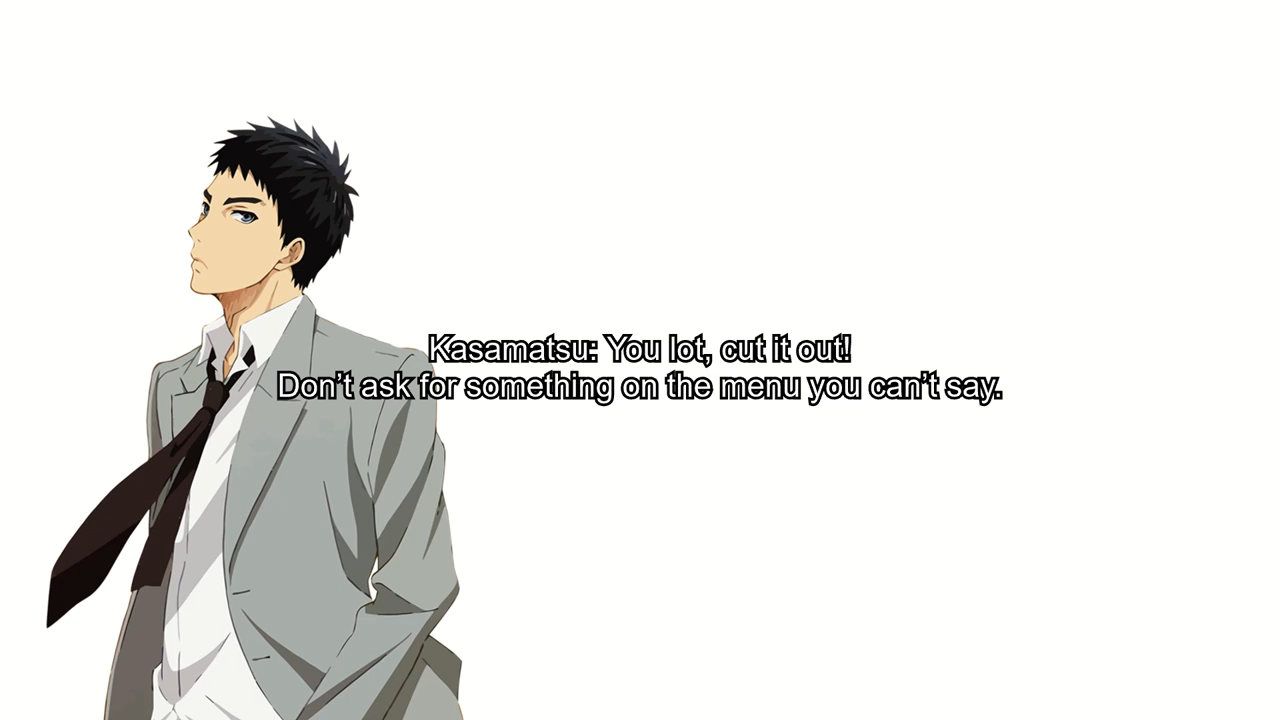 Kasamatsu: You lot, cut it out!
Don’t ask for something on the menu you can’t say.